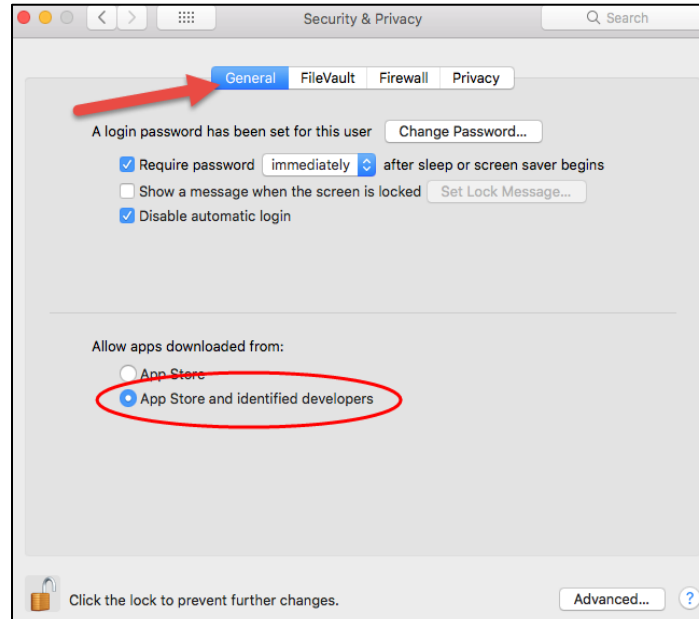 Security & Privacy
Search
General FileVault Firewall Privacy
A login password has been set for this user Change Password...
Require password immediately after sleep or screen saver begins
Show a message when the screen is locked Set Lock Message...
Disable automatic login
Allow apps downloaded from:
App Store
App Store and identified developers
Click the lock to prevent further changes.
Advanced... ?